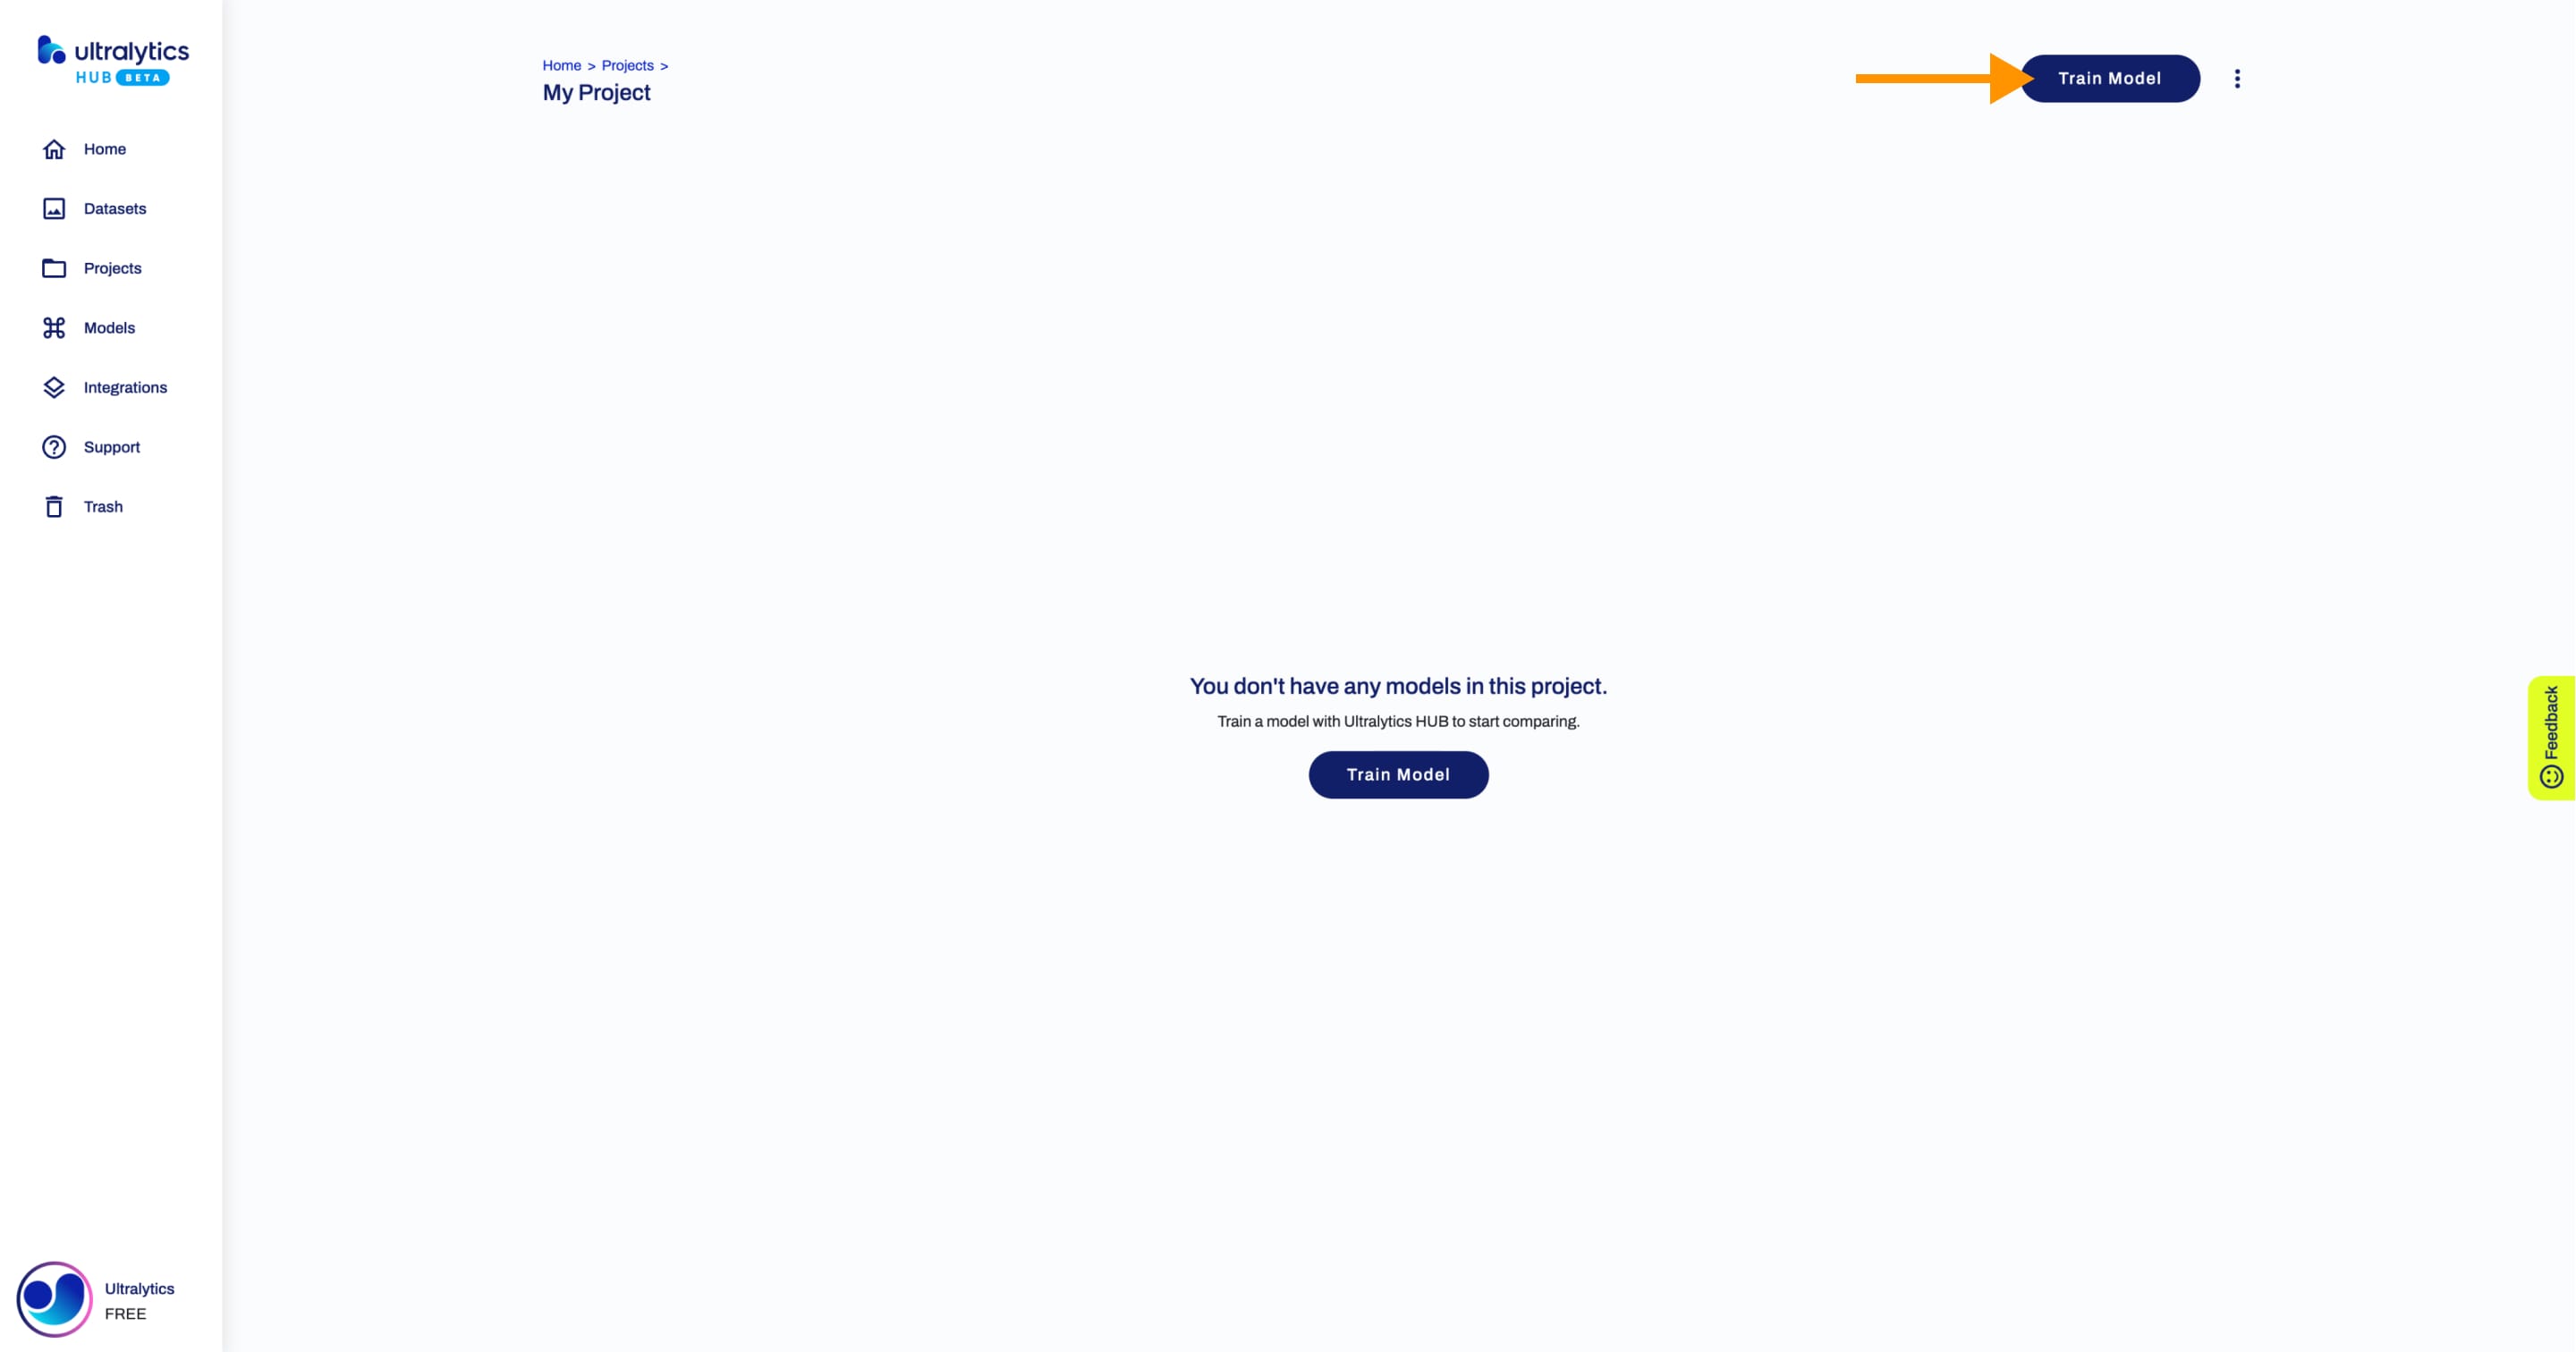 ultralytics
HUB BETA
Home
Datasets
Projects
Models
Integrations
Support
Trash
Ultralytics
FREE
Home > Projects >
My Project
Train Model
You don't have any models in this project.
Train a model with Ultralytics HUB to start comparing.
Train Model
Feedback